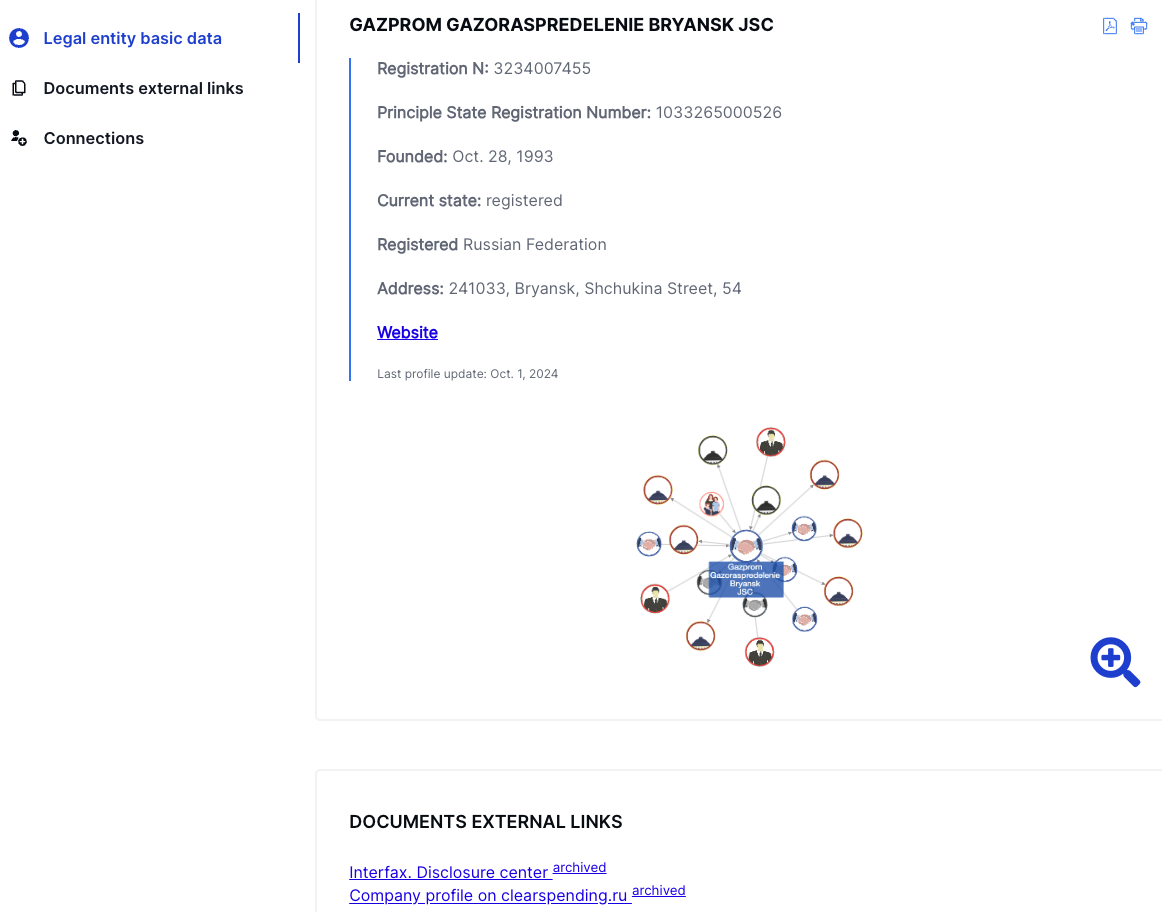 Legal entity basic data
Documents external links
Connections
GAZPROM GAZORASPREDELENIE BRYANSK JSC
Registration N: 3234007455
Principle State Registration Number: 1033265000526
Founded: Oct. 28, 1993
Current state: registered
Registered Russian Federation
Address: 241033, Bryansk, Shchukina Street, 54
Website
Last profile update: Oct. 1, 2024
Gazprom
Gazoraspredelenie
Bryansk
JSC
DOCUMENTS EXTERNAL LINKS
Interfax. Disclosure center archived
Company profile on clearspending.ru archived